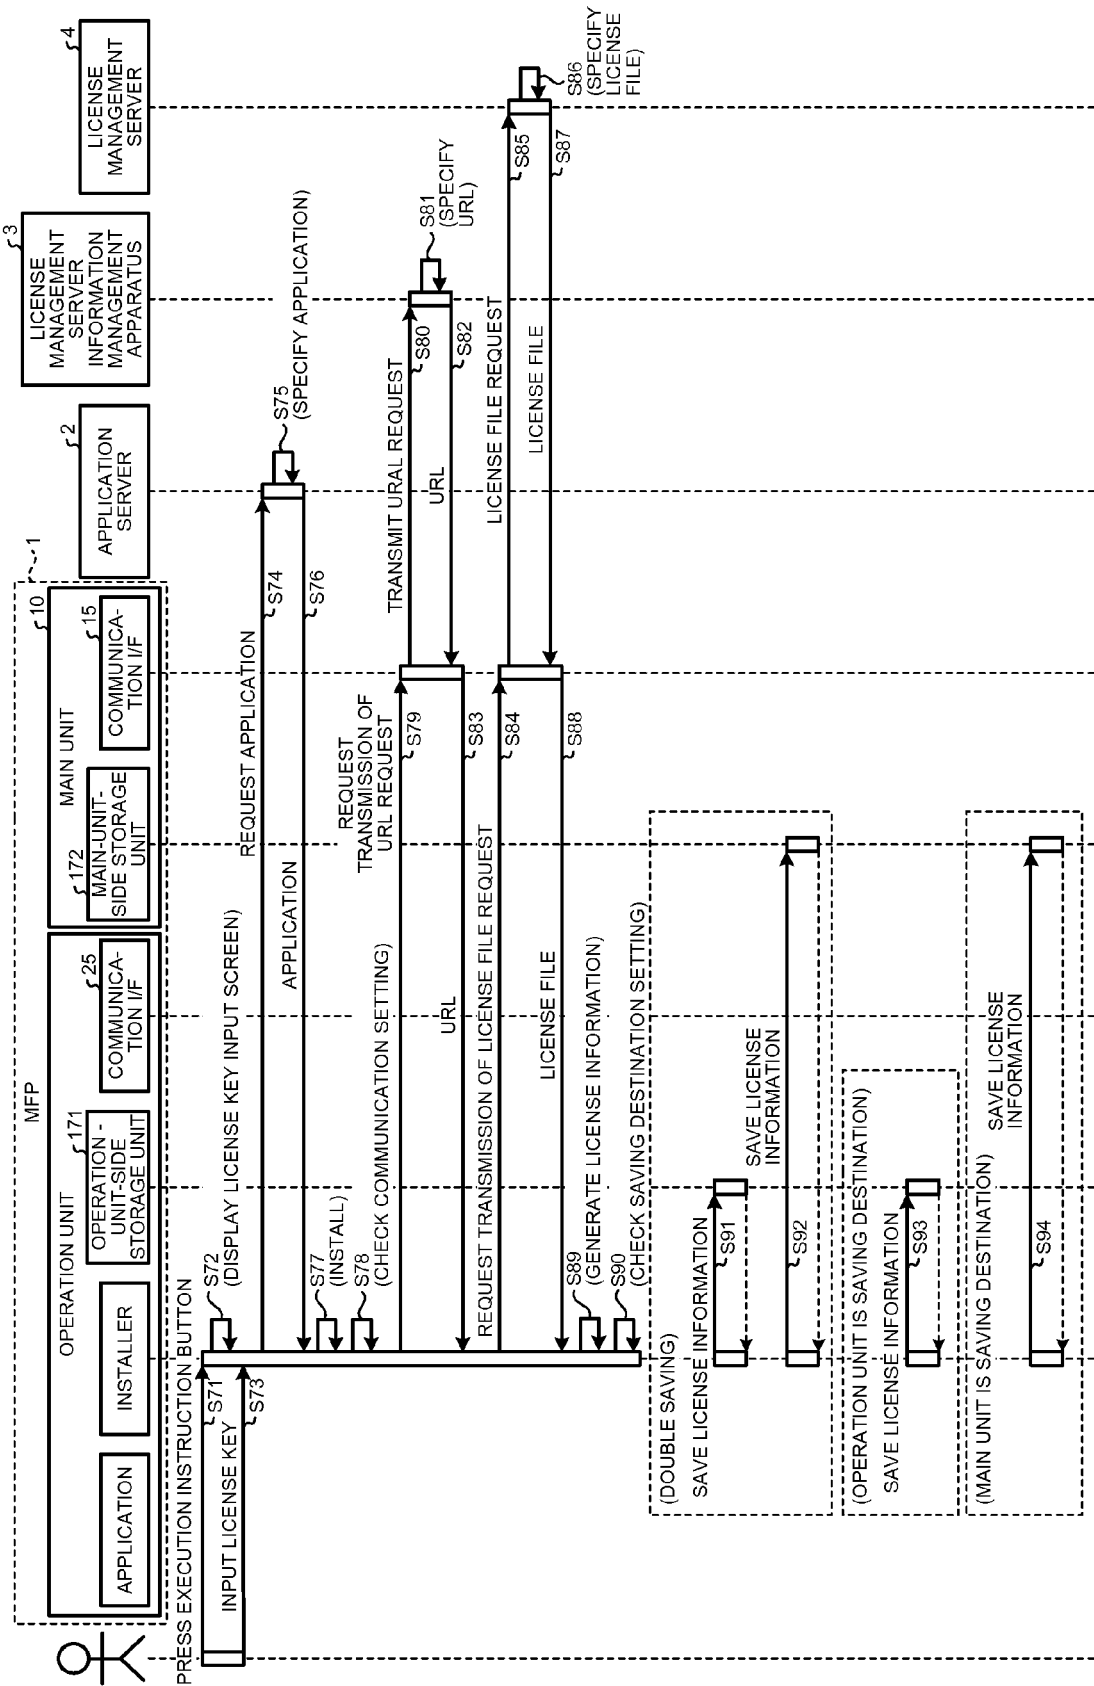 MFP
1
OPERATION UNIT
MAIN UNIT
10
APPLICATION
INSTALLER
OPERATION -
UNIT-SIDE
STORAGE UNIT
171
COMMUNICA-
TION I/F
25
MAIN-UNIT-
SIDE STORAGE
UNIT
172
COMMUNICA-
TION I/F
15
APPLICATION
SERVER
2
LICENSE
MANAGEMENT
SERVER
INFORMATION
MANAGEMENT
APPARATUS
3
LICENSE
MANAGEMENT
SERVER
4
PRESS EXECUTION INSTRUCTION BUTTON
S71
S72
(DISPLAY LICENSE KEY INPUT SCREEN)
INPUT LICENSE KEY
S73
REQUEST APPLICATION
S74
S75
(SPECIFY APPLICATION)
APPLICATION
S76
S77
(INSTALL)
S78
(CHECK COMMUNICATION SETTING)
REQUEST
TRANSMISSION OF
URL REQUEST
S79
TRANSMIT URAL REQUEST
S80
S81
(SPECIFY
URL)
URL
S82
URL
S83
REQUEST TRANSMISSION OF LICENSE FILE REQUEST
S84
LICENSE FILE REQUEST
S85
S86
(SPECIFY
LICENSE
FILE)
LICENSE FILE
S87
LICENSE FILE
S88
S89
(GENERATE LICENSE INFORMATION)
S90
(CHECK SAVING DESTINATION SETTING)
(DOUBLE SAVING)
SAVE LICENSE INFORMATION
S91
SAVE LICENSE
INFORMATION
S92
(OPERATION UNIT IS SAVING DESTINATION)
SAVE LICENSE INFORMATION
S93
(MAIN UNIT IS SAVING DESTINATION)
SAVE LICENSE
INFORMATION
S94